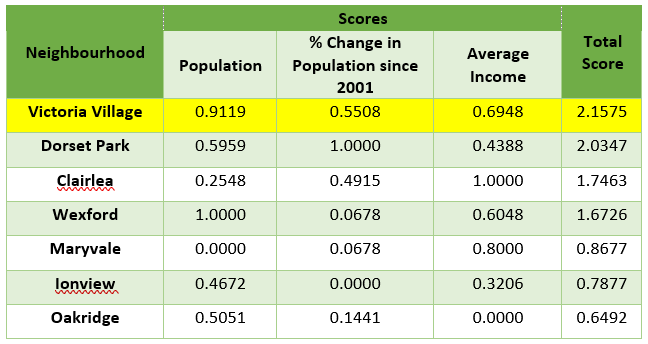 Neighbourhood Scores Total Score
Population % Change in Population since 2001 Average Income
Victoria Village 0.9119 0.5508 0.6948 2.1575
Dorset Park 0.5959 1.0000 0.4388 2.0347
Clairlea 0.2548 0.4915 1.0000 1.7463
Wexford 1.0000 0.0678 0.6048 1.6726
Maryvale 0.0000 0.0678 0.8000 0.8677
Ionview 0.4672 0.0000 0.3206 0.7877
Oakridge 0.5051 0.1441 0.0000 0.6492